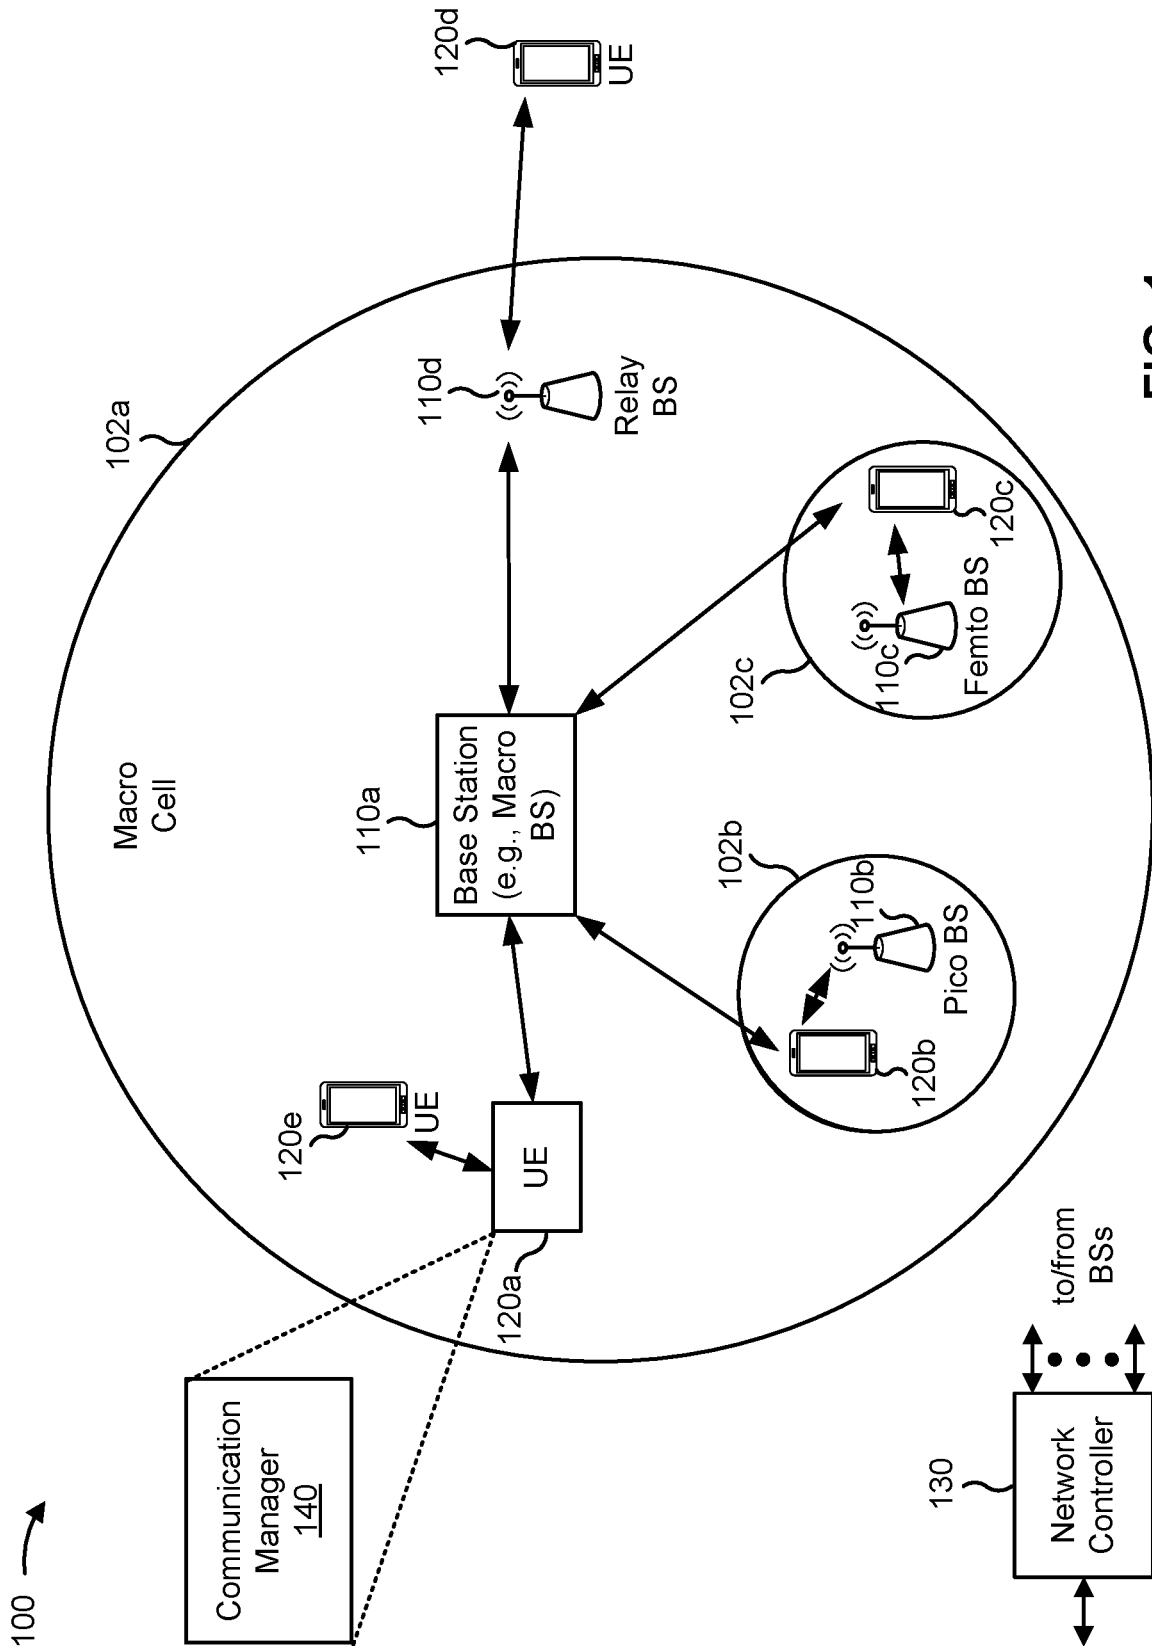 100
Communication
Manager
140
Macro
Cell
102a
120e
UE
UE
120a
110a
Base Station
(e.g., Macro
BS)
110d
Relay
BS
120d
UE
102b
110b
Pico BS
120b
102c
110c
Femto BS
120c
130
Network
Controller
to/from
BSs